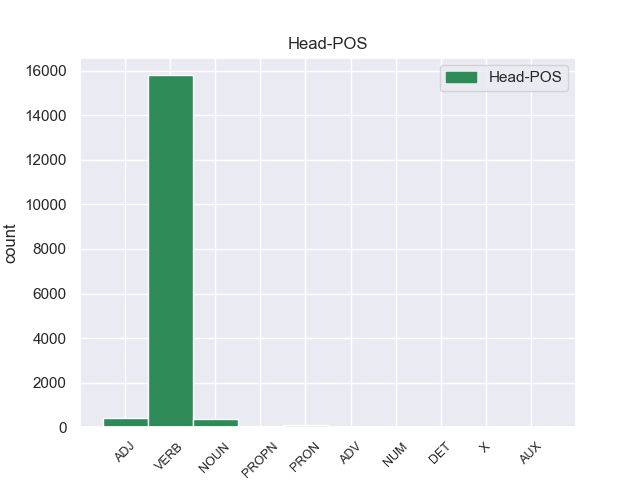 Head-POS
Head-POS
16000
14000
12000
10000
8000
6000
4000
2000
0
count
ADJ
VERB
NOUN
PROPN
PRON
ADV
NUM
DET
X
AUX